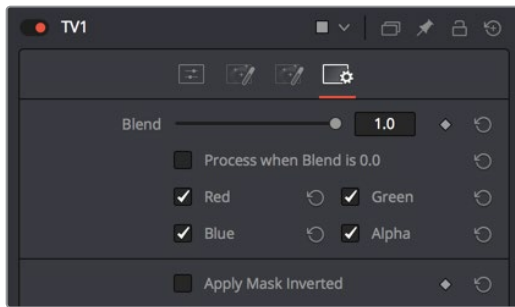 TV1
Blend 1.0
Process when Blend is 0.0
Red Green
Blue Alpha
Apply Mask Inverted